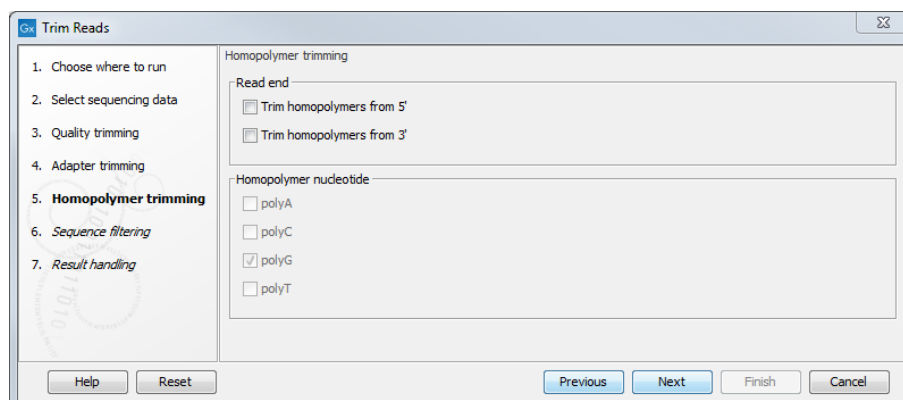 Gx Trim Reads
1. Choose where to run
2. Select sequencing data
3. Quality trimming
4. Adapter trimming
5. Homopolymer trimming
6. Sequence filtering
7. Result handling
Homopolymer trimming
Read end
Trim homopolymers from 5'
Trim homopolymers from 3'
Homopolymer nucleotide
polyA
polyC
polyG
polyT
Help
Reset
Previous
Next
Finish
Cancel